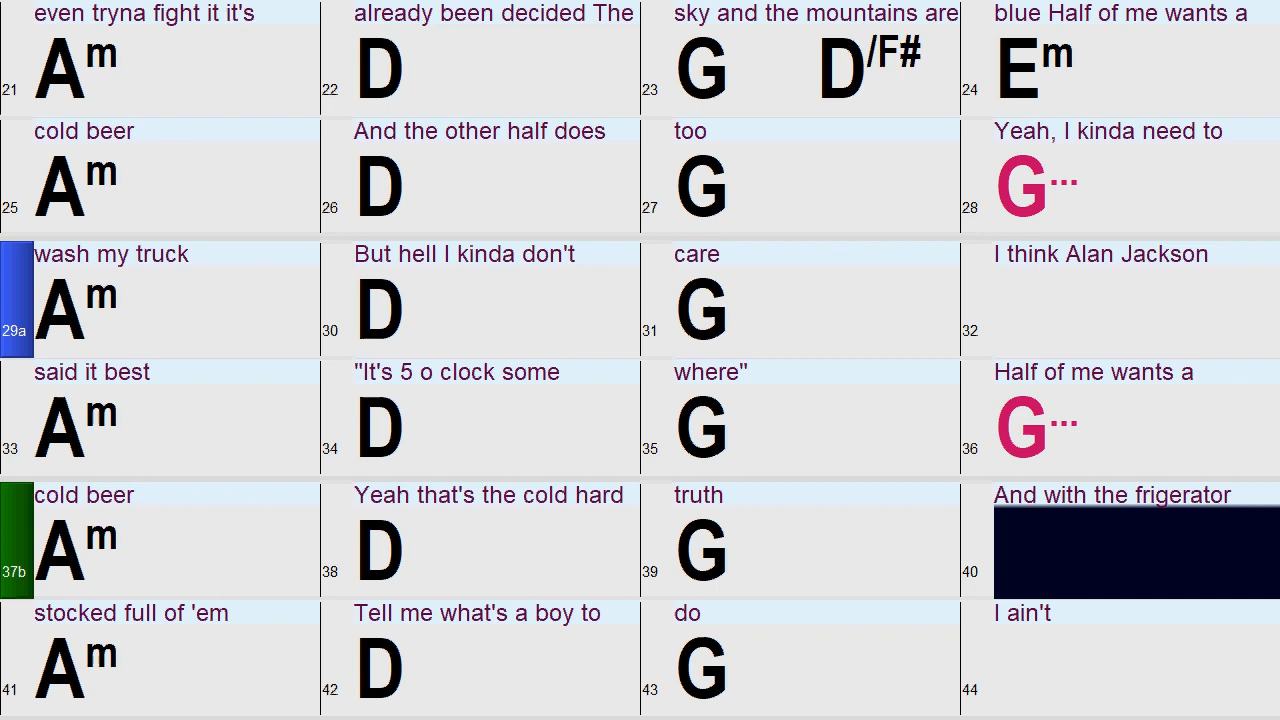 even tryna fight it it's already been decided The sky and the mountains are blue Half of me wants a
21 Am 22 D 23 G D/F# 24 Em
cold beer And the other half does too Yeah, I kinda need to
25 Am 26 D 27 G 28 G...
wash my truck But hell I kinda don't care I think Alan Jackson
29a Am 30 D 31 G 32
said it best "It's 5 o clock some where" Half of me wants a
33 Am 34 D 35 G 36 G...
cold beer Yeah that's the cold hard truth And with the frigerator
37b Am 38 D 39 G 40
stocked full of 'em Tell me what's a boy to do I ain't
41 Am 42 D 43 G 44